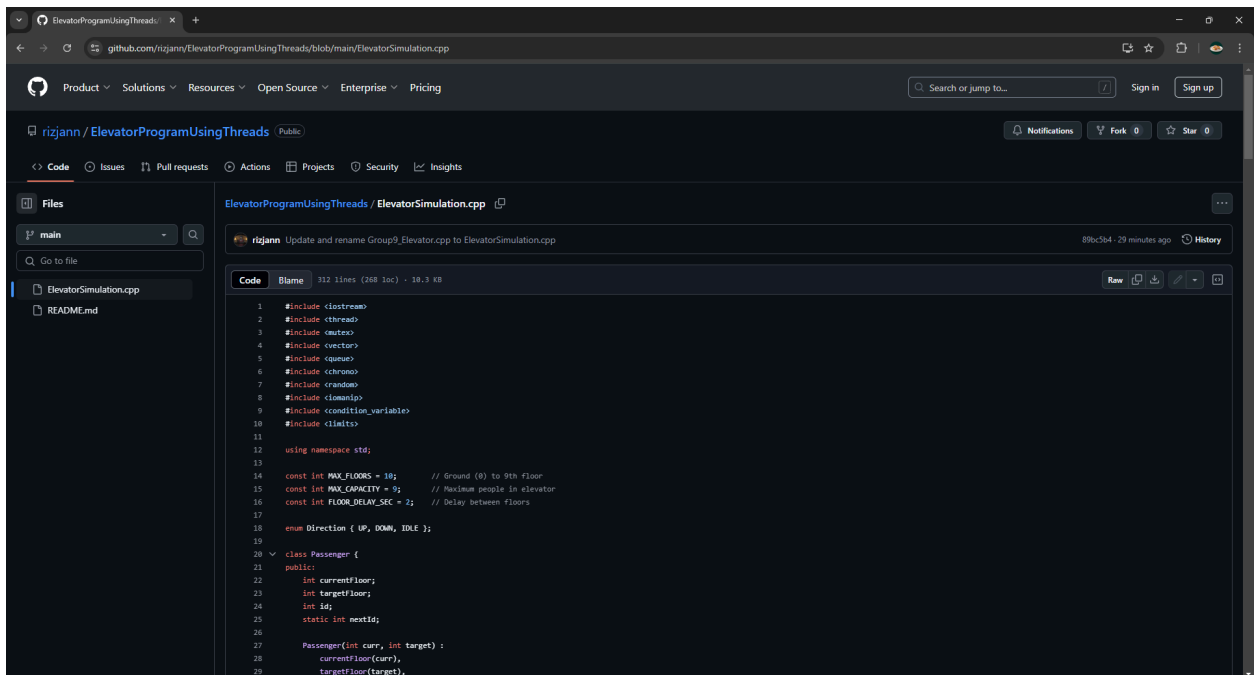 ElevatorProgramUsingThreads/
github.com/rizjann/ElevatorProgramUsingThreads/blob/main/ElevatorSimulation.cpp
Product Solutions Resources Open Source Enterprise Pricing Search or jump to... / Sign in Sign up
rizjann / ElevatorProgramUsingThreads Public Notifications Fork 0 Star 0
Code Issues Pull requests Actions Projects Security Insights
Files
main
Go to file
ElevatorSimulation.cpp
README.md
ElevatorProgramUsingThreads / ElevatorSimulation.cpp
rizjann Update and rename Group9_Elevator.cpp to ElevatorSimulation.cpp 89bc5b4 · 29 minutes ago History
Code Blame 312 lines (268 loc) · 10.3 KB Raw
1 #include <iostream>
2 #include <thread>
3 #include <mutex>
4 #include <vector>
5 #include <queue>
6 #include <chrono>
7 #include <random>
8 #include <iomanip>
9 #include <condition_variable>
10 #include <limits>
11
12 using namespace std;
13
14 const int MAX_FLOORS = 10; // Ground (0) to 9th floor
15 const int MAX_CAPACITY = 9; // Maximum people in elevator
16 const int FLOOR_DELAY_SEC = 2; // Delay between floors
17
18 enum Direction { UP, DOWN, IDLE };
19
20 class Passenger {
21 public:
22 int currentFloor;
23 int targetFloor;
24 int id;
25 static int nextId;
26
27 Passenger(int curr, int target) :
28 currentFloor(curr),
29 targetFloor(target),